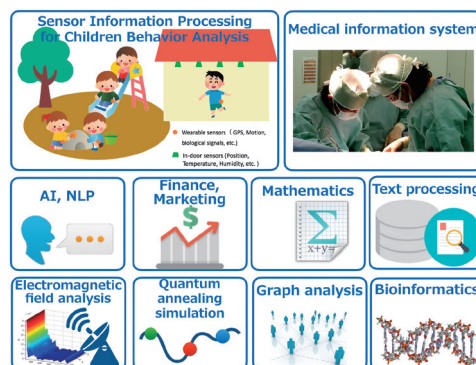 Sensor Information Processing
for Children Behavior Analysis
Wearable sensors ( GPS, Motion,
biological signals, etc.)
In-door sensors (Position,
Temperature, Humidity, etc. )
Medical information system
AI, NLP
Finance,
Marketing
$
Mathematics
Σ
x+y=
Text processing
Electromagnetic
field analysis
Quantum
annealing
simulation
Graph analysis
Bioinformatics